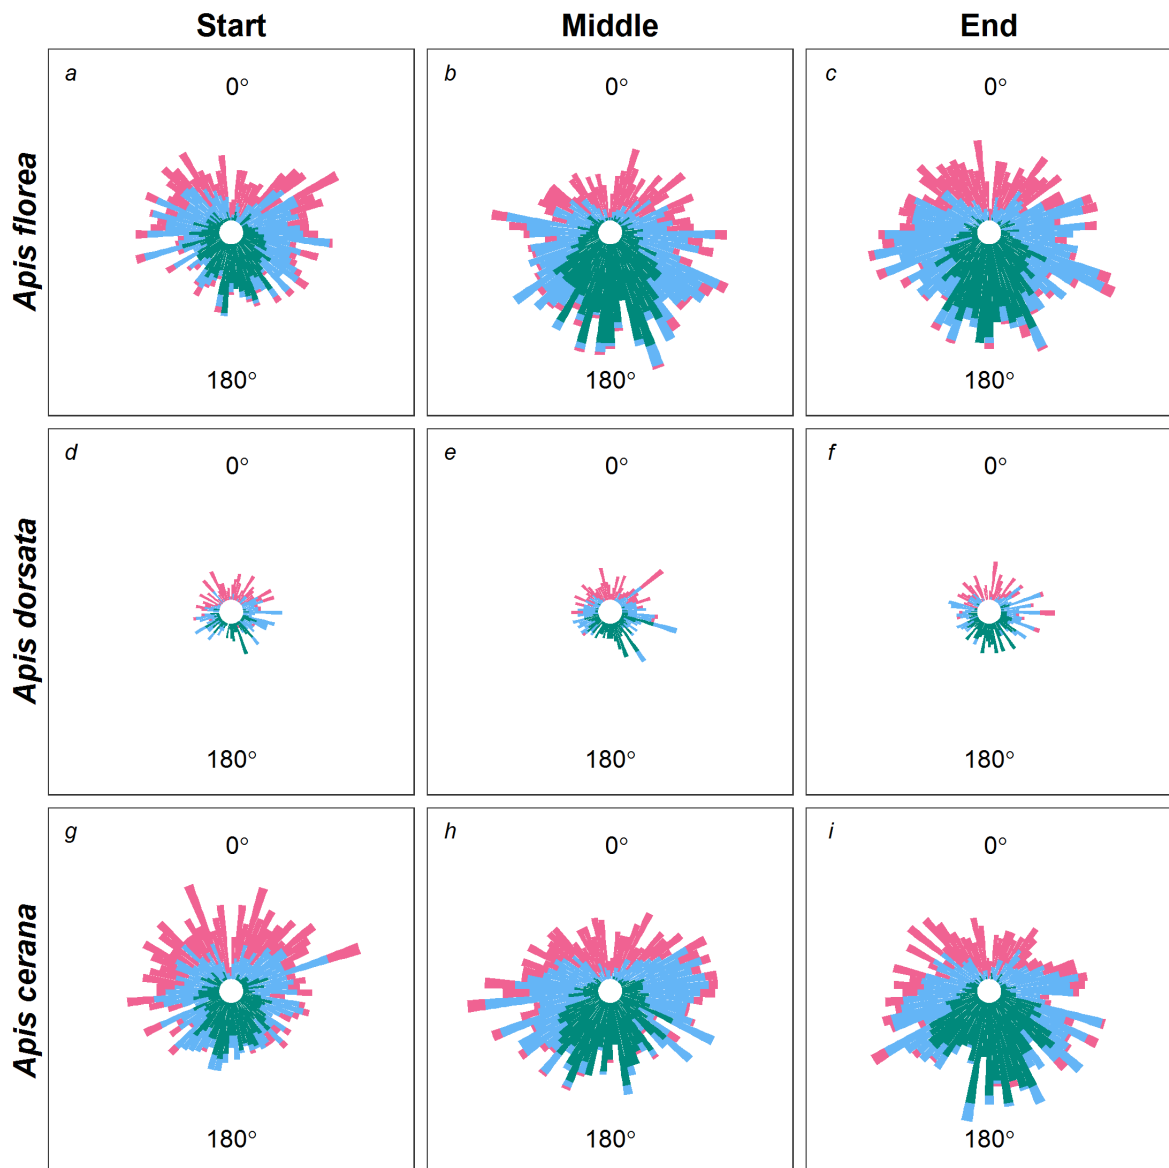 Start Middle End
a b c
0° 0° 0°
Apis florea
180° 180° 180°
d e f
0° 0° 0°
Apis dorsata
180° 180° 180°
g h i
0° 0° 0°
Apis cerana
180° 180° 180°